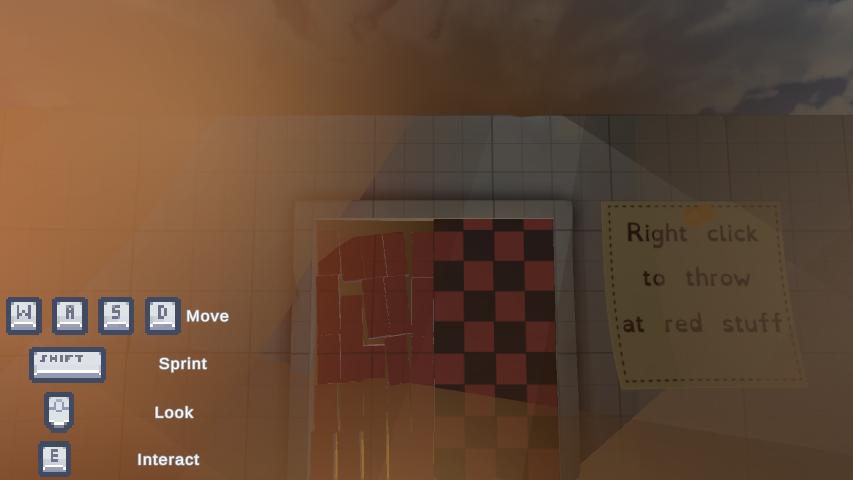 Right click
to throw
at red stuff
W A S D Move
SHIFT Sprint
Look
E Interact